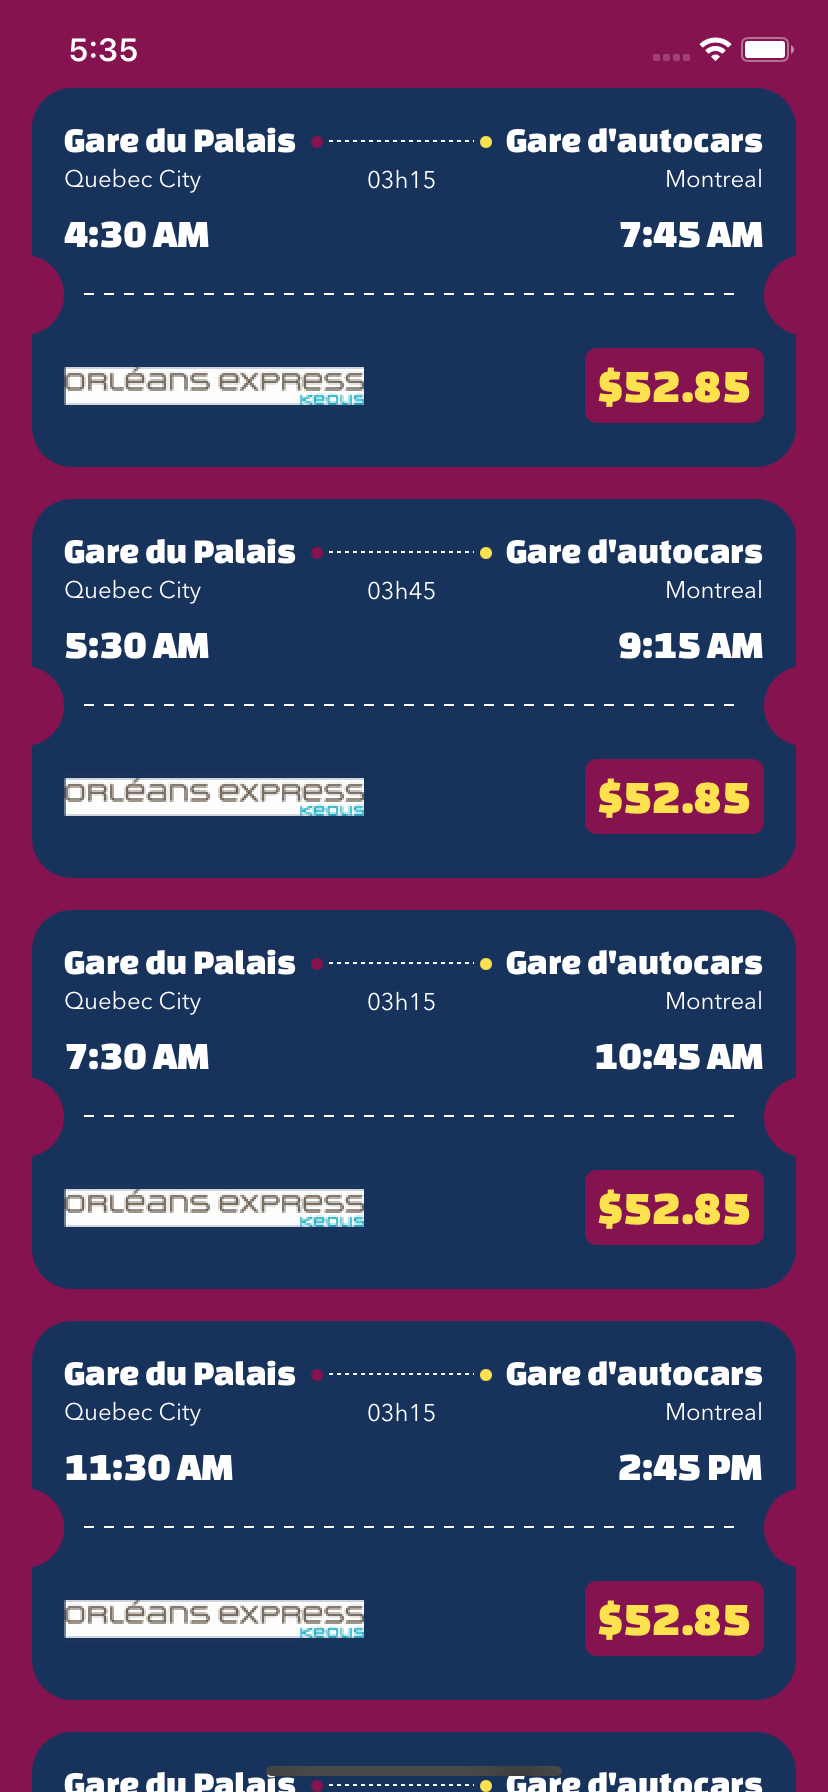 5:35
Gare du Palais Gare d'autocars
Quebec City 03h15 Montreal
4:30 AM 7:45 AM
ORLéans express
keolis
$52.85
Gare du Palais Gare d'autocars
Quebec City 03h45 Montreal
5:30 AM 9:15 AM
ORLéans express
keolis
$52.85
Gare du Palais Gare d'autocars
Quebec City 03h15 Montreal
7:30 AM 10:45 AM
ORLéans express
keolis
$52.85
Gare du Palais Gare d'autocars
Quebec City 03h15 Montreal
11:30 AM 2:45 PM
ORLéans express
keolis
$52.85
Gare du Palais Gare d'autocars